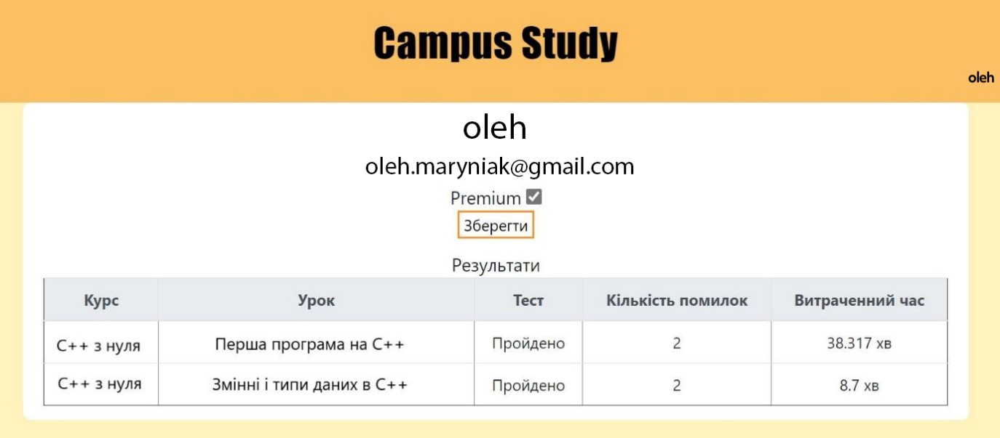 Campus Study
oleh
oleh
oleh.maryniak@gmail.com
Premium
Зберегти
Результати
Курс Урок Тест Кількість помилок Витраченний час
C++ з нуля Перша програма на C++ Пройдено 2 38.317 хв
C++ з нуля Змінні і типи даних в C++ Пройдено 2 8.7 хв